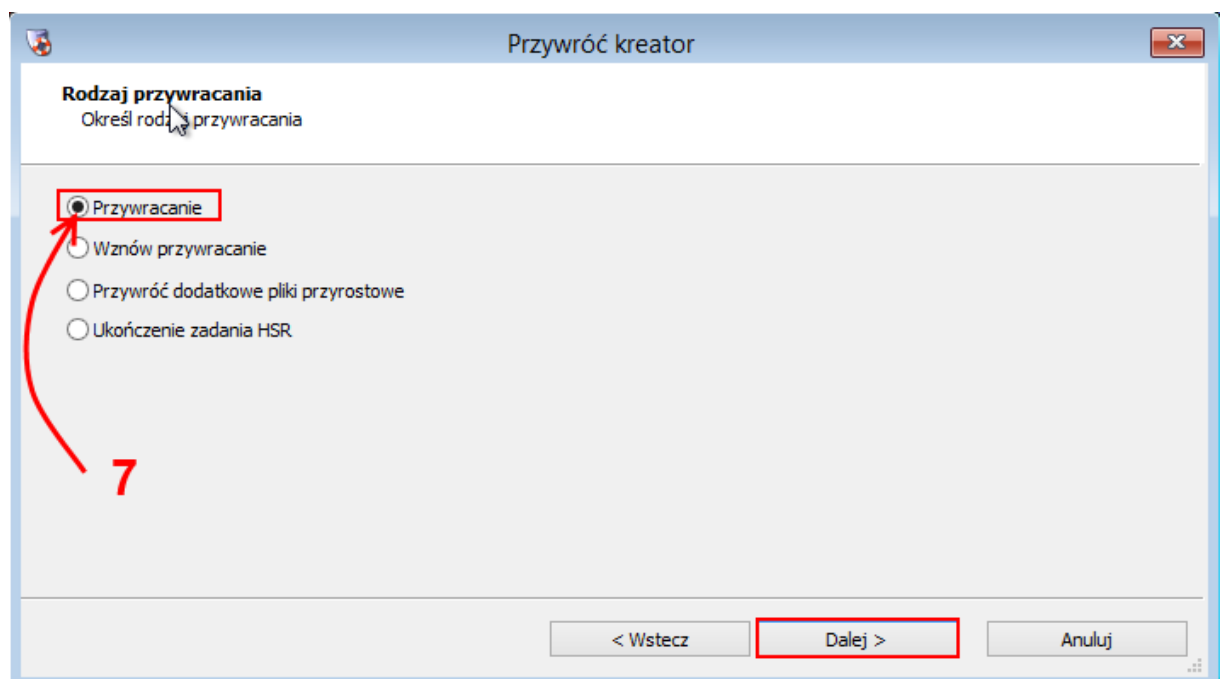 Przywróć kreator
Rodzaj przywracania
Określ rodzaj przywracania
Przywracanie
Wznów przywracanie
Przywróć dodatkowe pliki przyrostowe
Ukończenie zadania HSR
7
< Wstecz
Dalej >
Anuluj